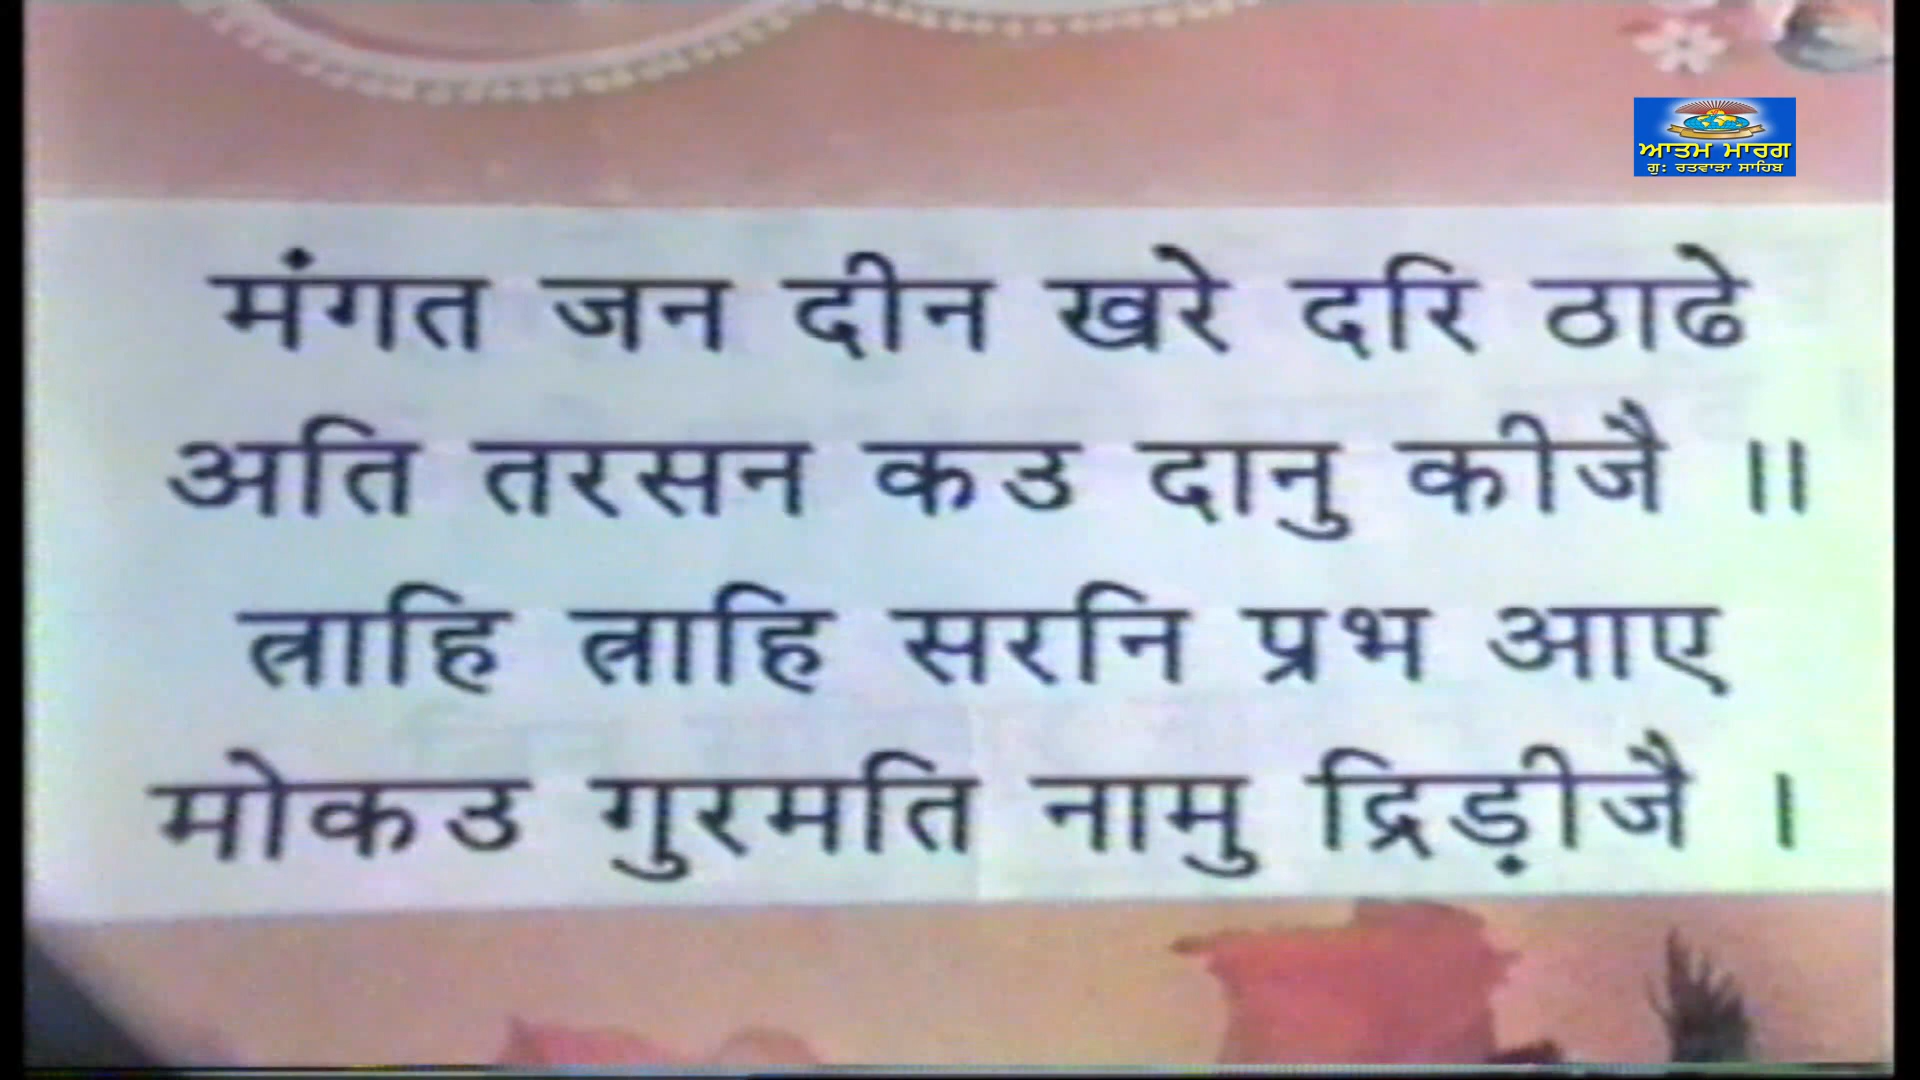 ਆਤਮ ਮਾਰਗ
ਗੁ: ਰਤਵਾੜਾ ਸਾਹਿਬ
मंगत जन दीन खरे दरि ठाढे
अति तरसन कउ दानु कीजै ॥
त्राहि त्राहि सरनि प्रभ आए
मोकउ गुरमति नामु द्रिड़ीजै ।